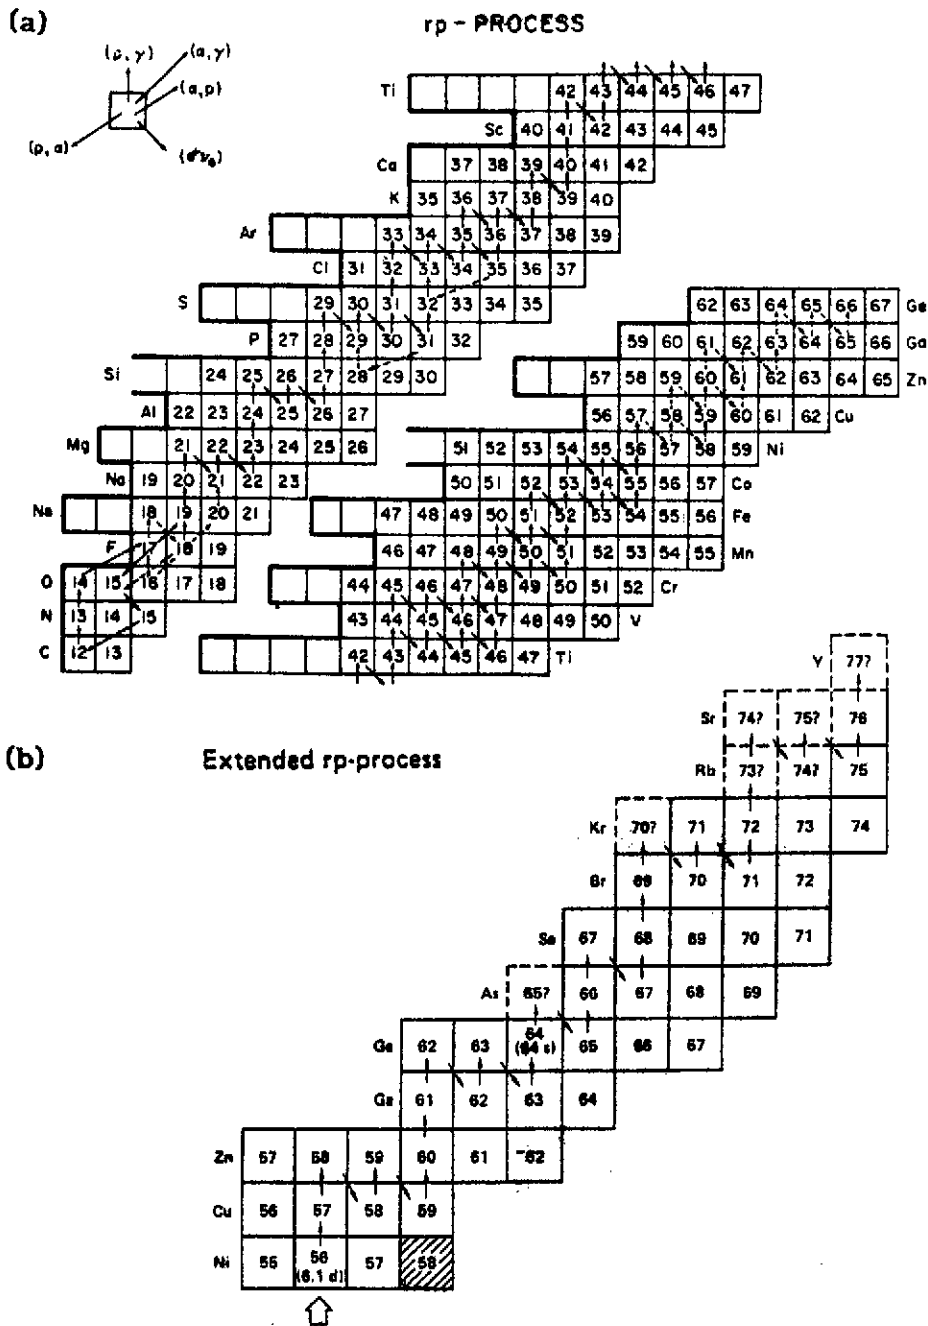 (a)
rp - PROCESS
(p, γ) (α, γ)
(α, p)
(p, α)
(e⁺ν
Ti 42 43 44 45 46 47
Sc 40 41 42 43 44 45
Ca 37 38 39 40 41 42
K 35 36 37 38 39 40
Ar 33 34 35 36 37 38 39
Cl 31 32 33 34 35 36 37
S 29 30 31 32 33 34 35
P 27 28 29 30 31 32
Si 24 25 26 27 28 29 30
Al 22 23 24 25 26 27
Mg 21 22 23 24 25 26
Na 19 20 21 22 23
Ne 18 19 20 21
F 17 18 19
O 14 15 16 17 18
N 13 14 15
C 12 13
62 63 64 65 66 67 Ge
59 60 61 62 63 64 65 66 Ga
57 58 59 60 61 62 63 64 65 Zn
56 57 58 59 60 61 62 Cu
51 52 53 54 55 56 57 58 59 Ni
50 51 52 53 54 55 56 57 Co
47 48 49 50 51 52 53 54 55 56 Fe
46 47 48 49 50 51 52 53 54 55 Mn
44 45 46 47 48 49 50 51 52 Cr
43 44 45 46 47 48 49 50 V
42 43 44 45 46 47 Ti
(b)
Extended rp-process
Y 77?
Sr 74? 75? 76
Rb 73? 74? 75
Kr 70? 71 72 73 74
Br 69 70 71 72
Se 67 68 69 70 71
As 65? 66 67 68 69
Ge 62 63 64 65 66 67
(64 s)
Ga 61 62 63 64
Zn 57 58 59 60 61 62
Cu 56 57 58 59
Ni 55 56 57 58
(6.1 d)